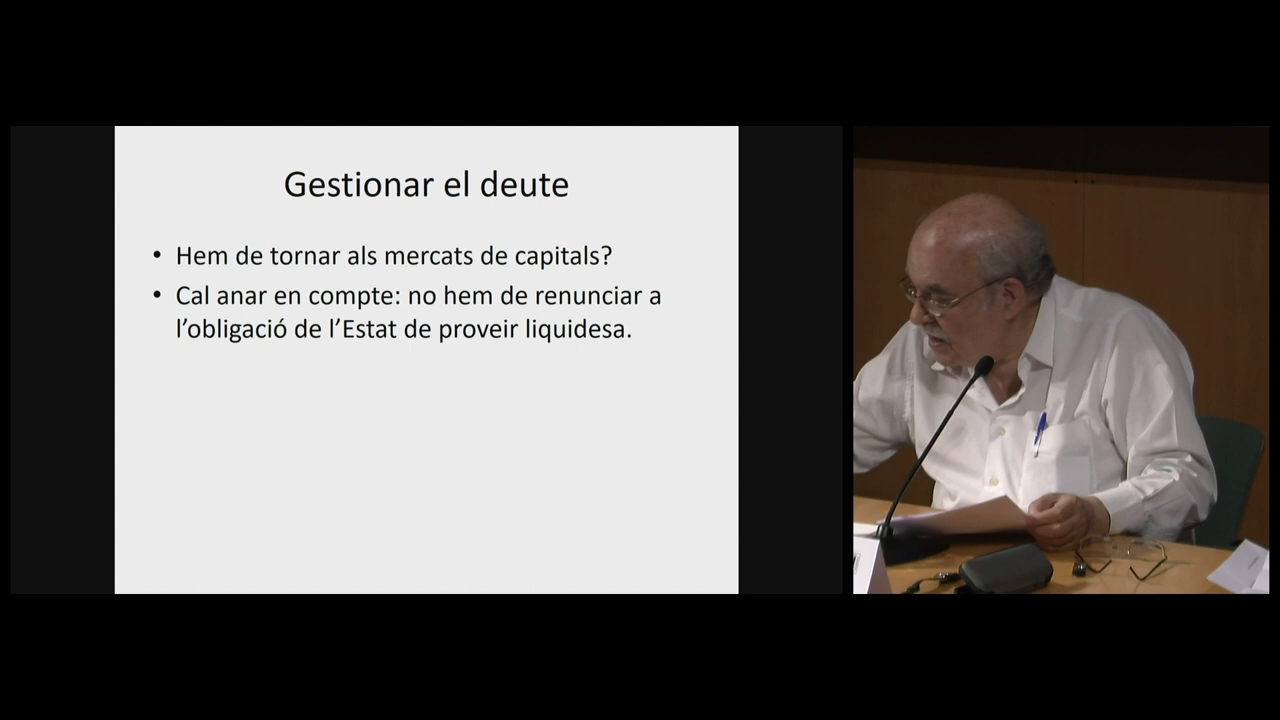 Gestionar el deute
• Hem de tornar als mercats de capitals?
• Cal anar en compte: no hem de renunciar a
l’obligació de l’Estat de proveir liquidesa.